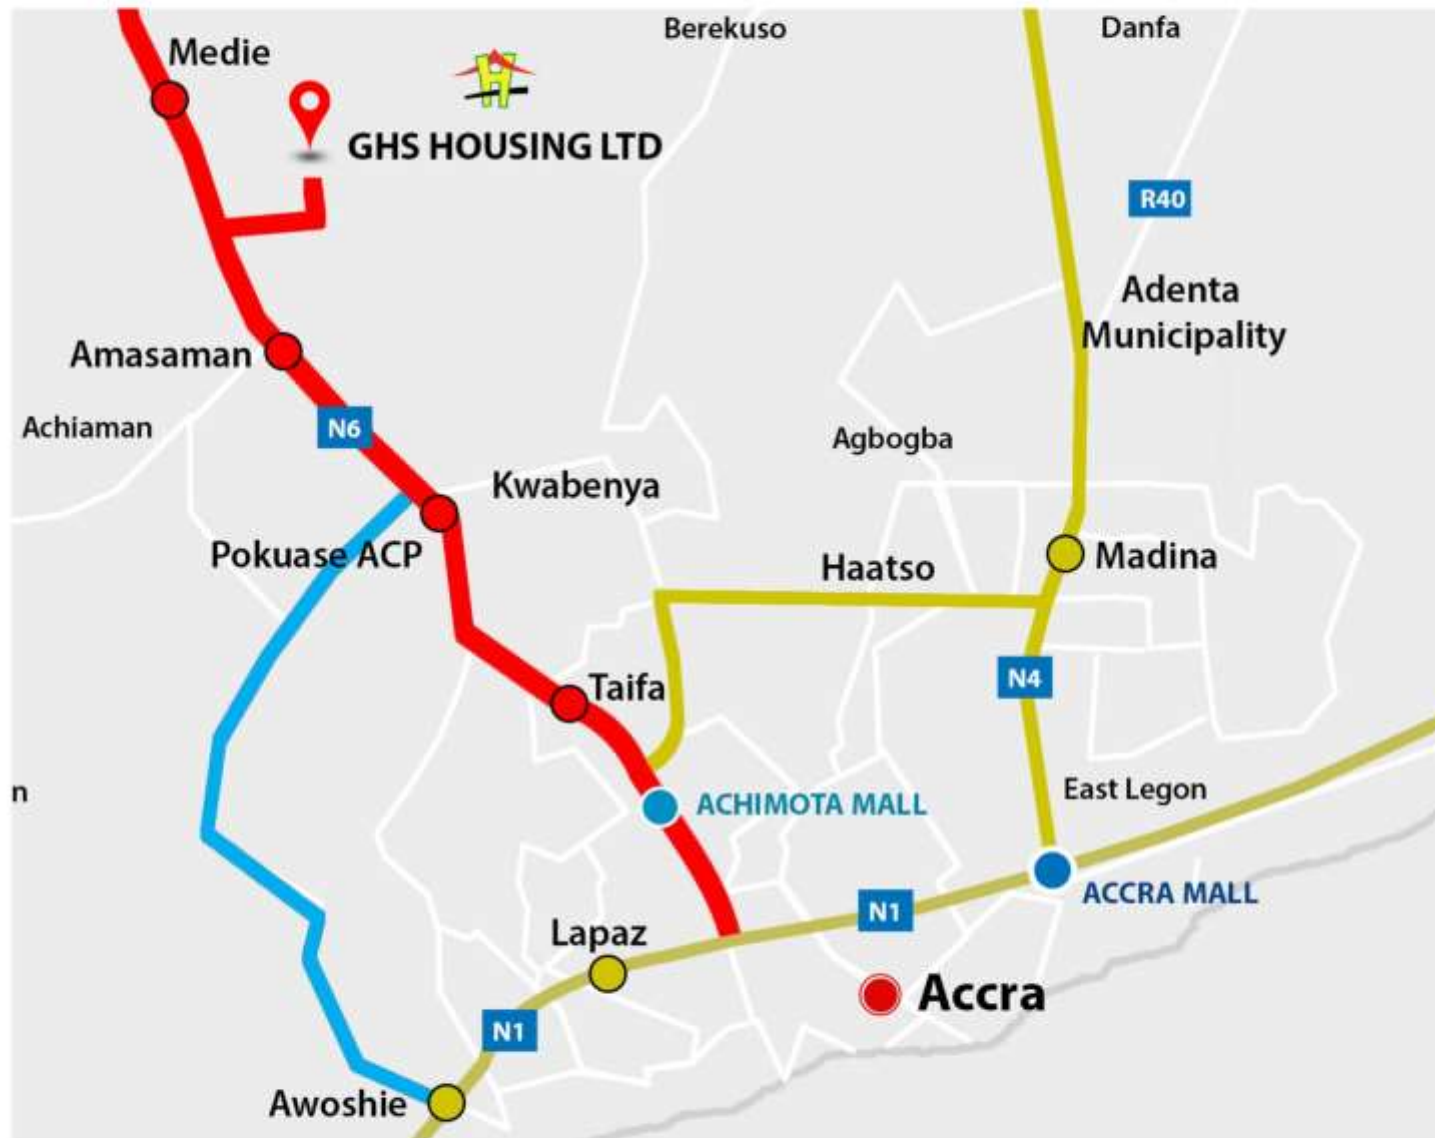 Berekuso
Danfa
Medie
H
GHS HOUSING LTD
R40
Adenta
Municipality
Amasaman
Achiaman
N6
Agbogba
Kwabenya
Pokuase ACP
Haatso
Madina
N4
Taifa
n
East Legon
ACHIMOTA MALL
ACCRA MALL
N1
Lapaz
Accra
N1
Awoshie